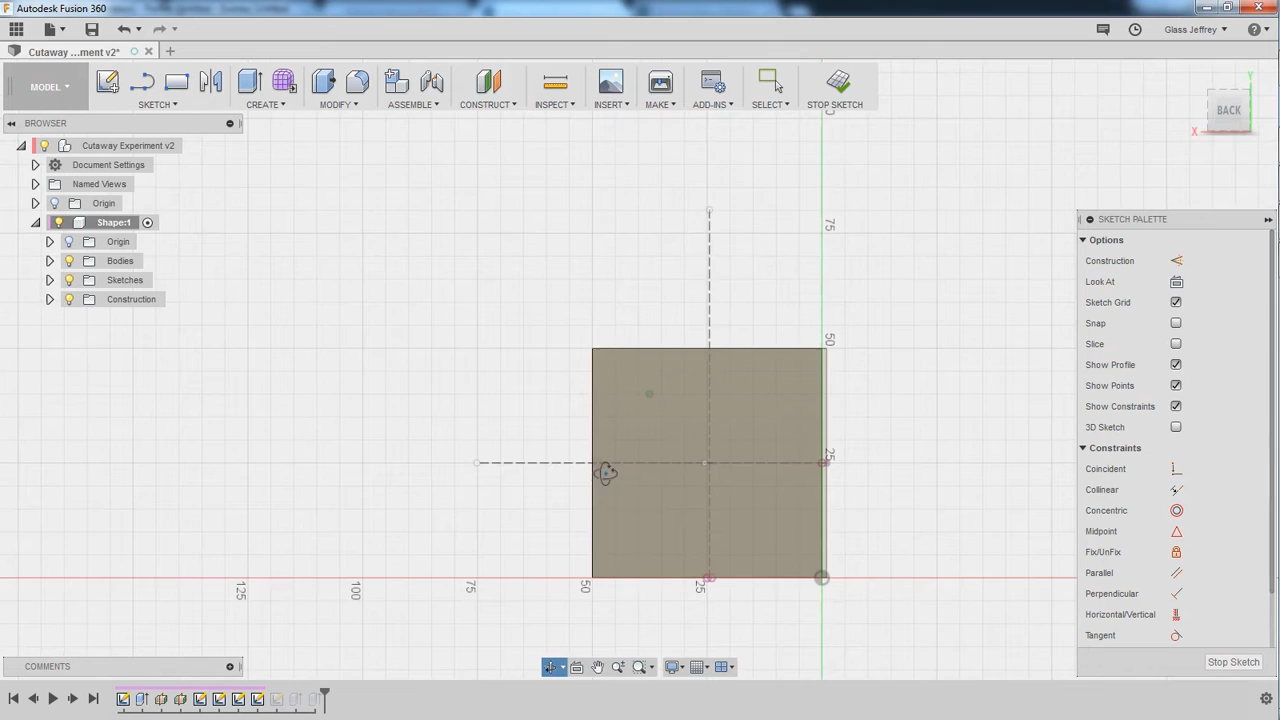 Autodesk Fusion 360
Glass Jeffrey
Cutaway ...ment v2*
MODEL
SKETCH
CREATE
MODIFY
ASSEMBLE
CONSTRUCT
INSPECT
INSERT
MAKE
ADD-INS
SELECT
STOP SKETCH
BROWSER
Cutaway Experiment v2
Document Settings
Named Views
Origin
Shape:1
Origin
Bodies
Sketches
Construction
Y
BACK
X
75
50
25
125
100
75
50
25
SKETCH PALETTE
Options
Construction
Look At
Sketch Grid
Snap
Slice
Show Profile
Show Points
Show Constraints
3D Sketch
Constraints
Coincident
Collinear
Concentric
Midpoint
Fix/UnFix
Parallel
Perpendicular
Horizontal/Vertical
Tangent
Stop Sketch
COMMENTS